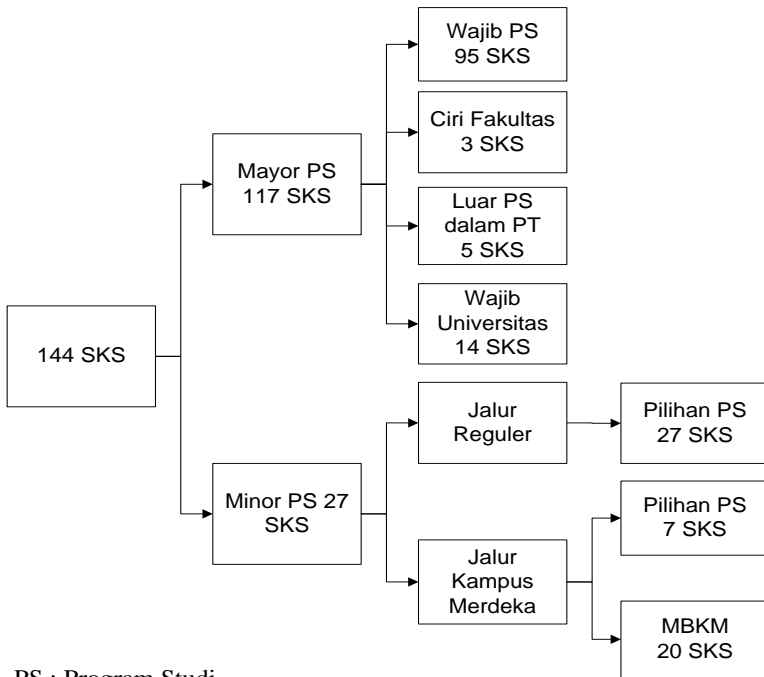 Wajib PS
95 SKS
Ciri Fakultas
3 SKS
Mayor PS
117 SKS
Luar PS
dalam PT
5 SKS
Wajib
Universitas
14 SKS
144 SKS
Jalur
Reguler
Pilihan PS
27 SKS
Minor PS 27
SKS
Pilihan PS
7 SKS
Jalur
Kampus
Merdeka
MBKM
20 SKS
PS : Program Studi